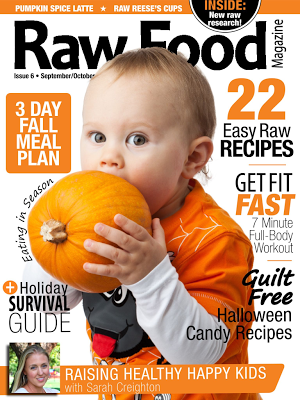 PUMPKIN SPICE LATTE ★ RAW REESE'S CUPS
INSIDE:
New raw
research!
Raw Food
Magazine
Issue 6 • September/October
3 DAY
FALL
MEAL
PLAN
22
Easy Raw
RECIPES
GET FIT
FAST
7 Minute
Full-Body
Workout
Eating in Season
+ Holiday
SURVIVAL
GUIDE
Guilt
Free
Halloween
Candy Recipes
RAISING HEALTHY HAPPY KIDS
with Sarah Creighton